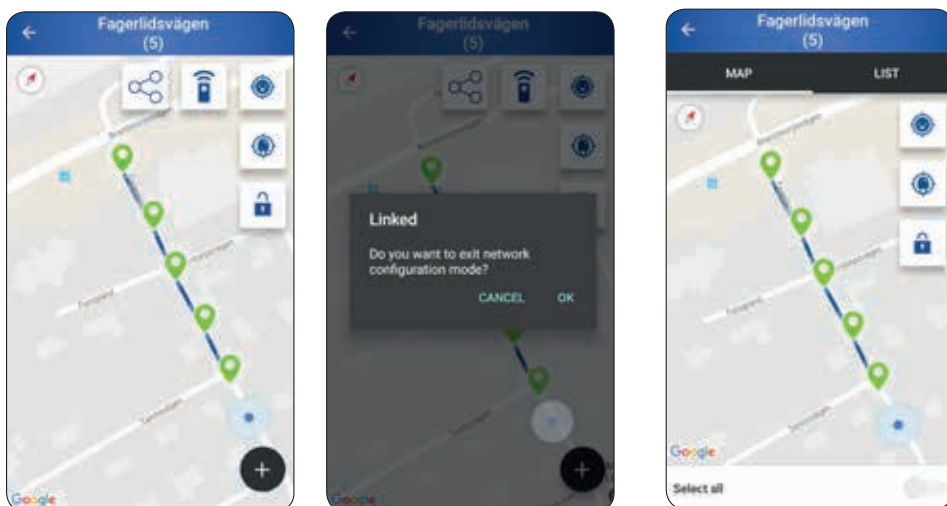 Fagerlidsvägen
(5)
Google
Fagerlidsvägen
(5)
Linked
Do you want to exit network
configuration mode?
CANCEL
OK
Google
Fagerlidsvägen
(5)
MAP
LIST
Google
Select all